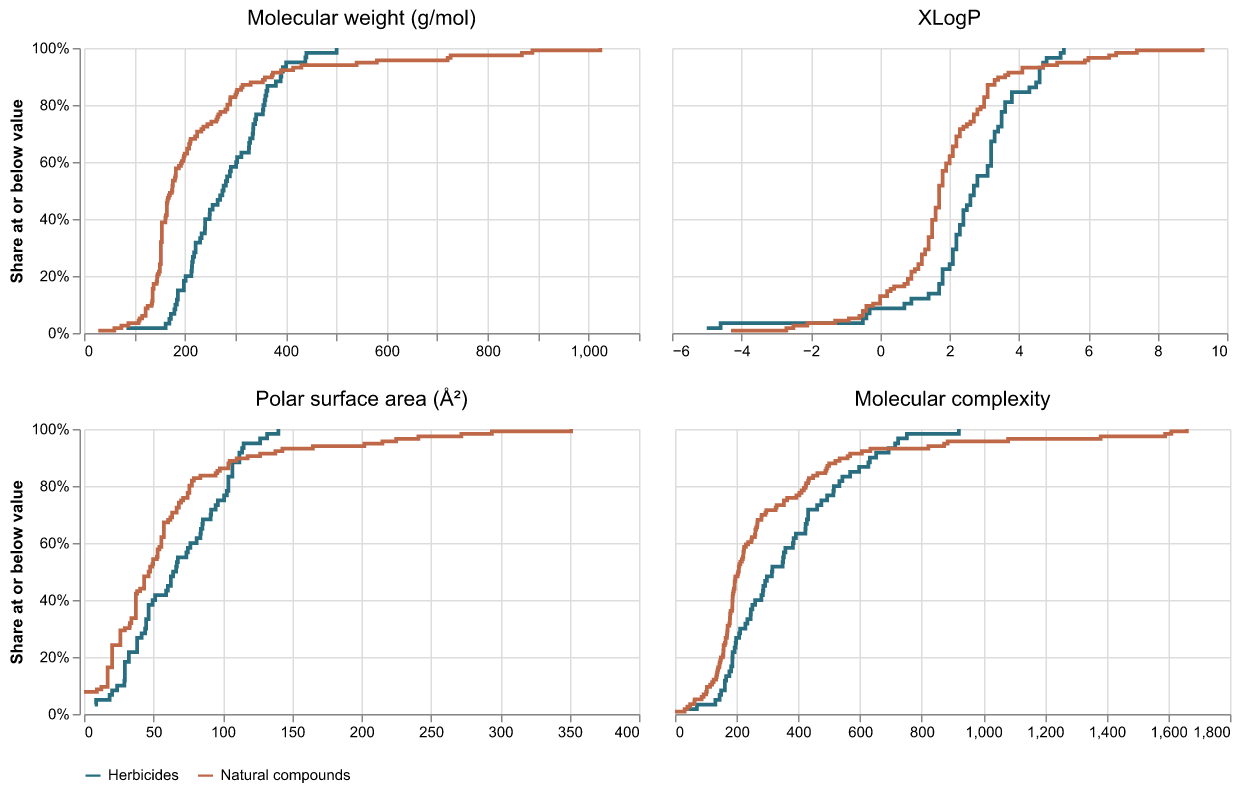 Molecular weight (g/mol)
XLogP
Share at or below value
100%
80%
60%
40%
20%
0%
0 200 400 600 800 1,000
−6 −4 −2 0 2 4 6 8 10
Polar surface area (Å²)
Molecular complexity
Share at or below value
100%
80%
60%
40%
20%
0%
0 50 100 150 200 250 300 350 400
0 200 400 600 800 1,000 1,200 1,400 1,600 1,800
Herbicides Natural compounds